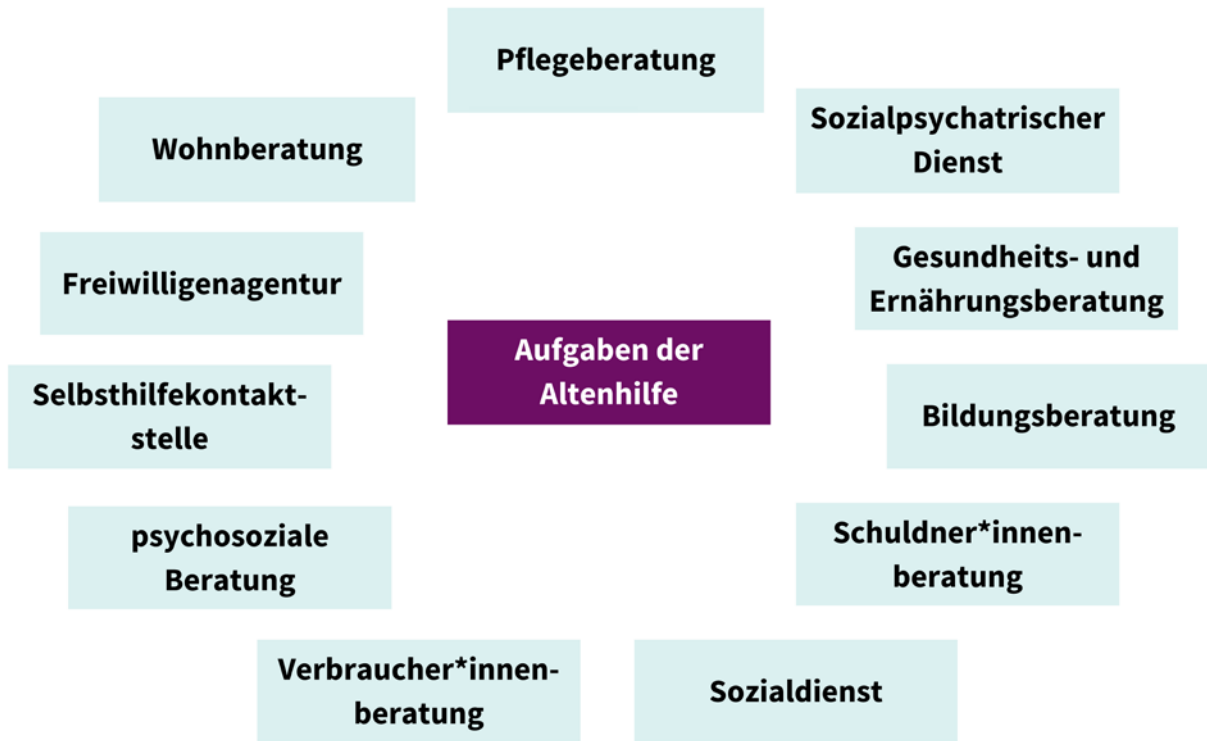 Pflegeberatung
Sozialpsychatrischer
Dienst
Wohnberatung
Gesundheits- und
Ernährungsberatung
Freiwilligenagentur
Aufgaben der
Altenhilfe
Selbsthilfekontakt-
stelle
Bildungsberatung
psychosoziale
Beratung
Schuldner*innen-
beratung
Verbraucher*innen-
beratung
Sozialdienst